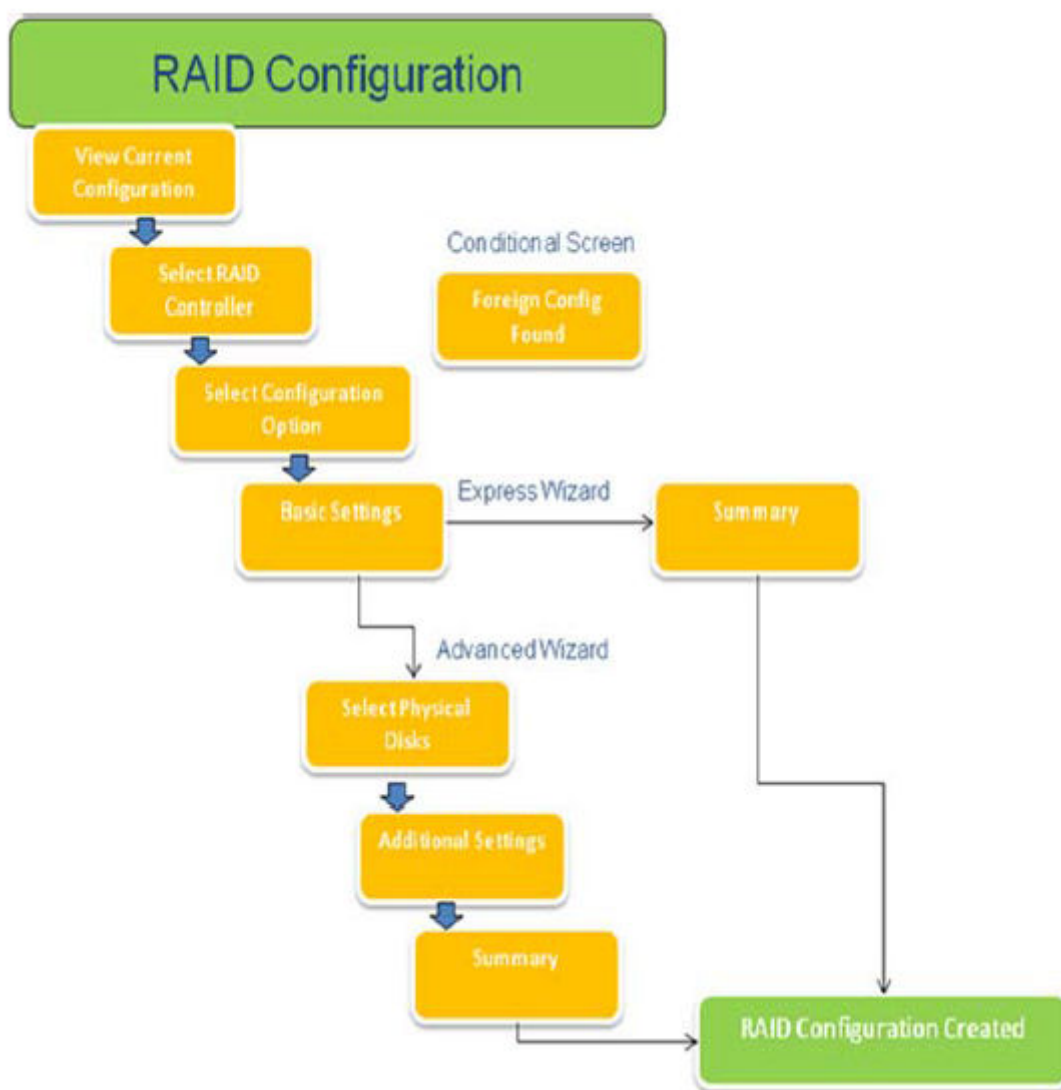 RAID Configuration
View Current
Configuration
Select RAID
Controller
Conditional Screen
Foreign Config
Found
Select Configuration
Option
Basic Settings
Express Wizard
Summary
Advanced Wizard
Select Physical
Disks
Additional Settings
Summary
RAID Configuration Created